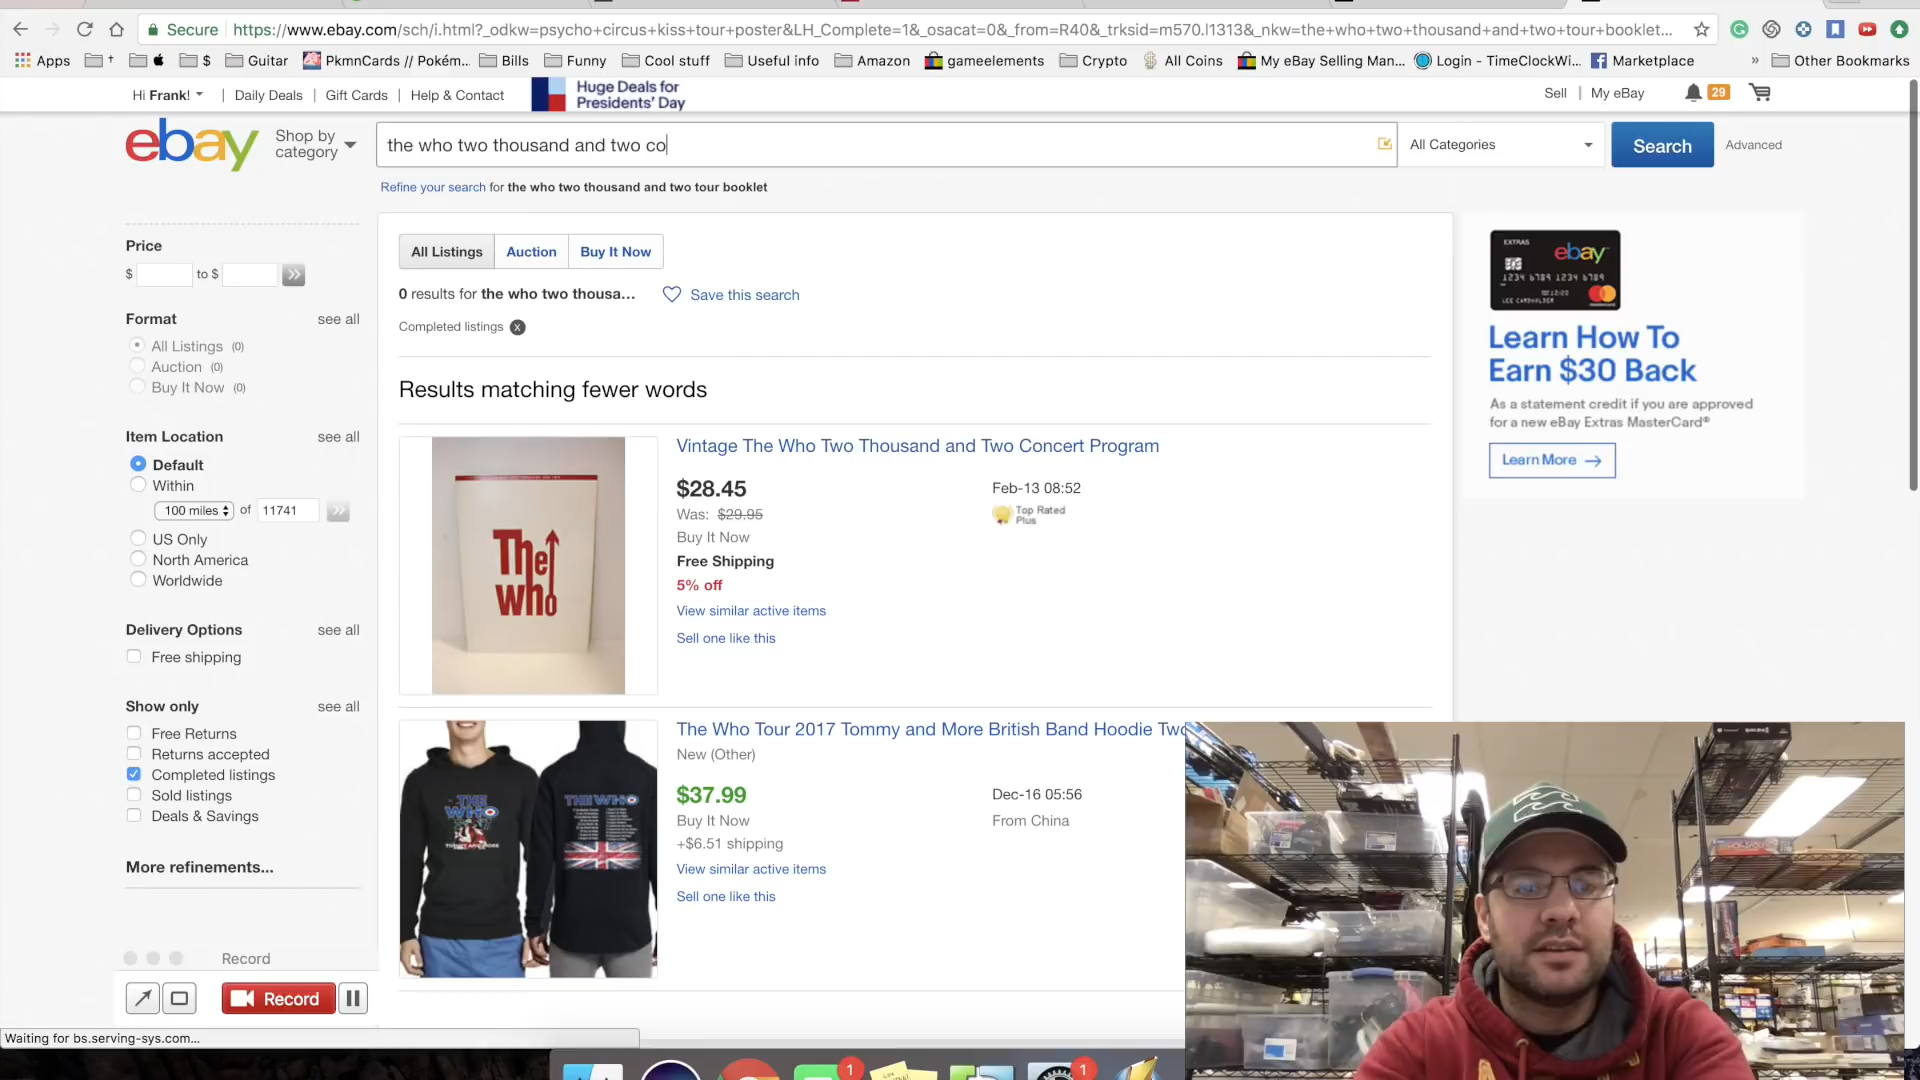 Secure https://www.ebay.com/sch/i.html?_odkw=psycho+circus+kiss+tour+poster&LH_Complete=1&_osacat=0&_from=R40&_trksid=m570.l1313&_nkw=the+who+two+thousand+and+two+tour+booklet...
Apps † $ Guitar PkmnCards // Pokém... Bills Funny Cool stuff Useful info Amazon gameelements Crypto All Coins My eBay Selling Man... Login - TimeClockWi... Marketplace » Other Bookmarks
Hi Frank! Daily Deals Gift Cards Help & Contact Huge Deals for Presidents' Day Sell My eBay 29
ebay Shop by category the who two thousand and two co All Categories Search Advanced
Refine your search for the who two thousand and two tour booklet
Price
$ to $
Format see all
All Listings (0)
Auction (0)
Buy It Now (0)
Item Location see all
Default
Within
100 miles of 11741
US Only
North America
Worldwide
Delivery Options see all
Free shipping
Show only see all
Free Returns
Returns accepted
Completed listings
Sold listings
Deals & Savings
More refinements...
All Listings Auction Buy It Now
0 results for the who two thousa... Save this search
Completed listings x
Results matching fewer words
The Who
Vintage The Who Two Thousand and Two Concert Program
$28.45 Feb-13 08:52
Was: $29.95 Top Rated Plus
Buy It Now
Free Shipping
5% off
View similar active items
Sell one like this
THE WHO
THE WHO
The Who Tour 2017 Tommy and More British Band Hoodie Two
New (Other)
$37.99 Dec-16 05:56
Buy It Now From China
+$6.51 shipping
View similar active items
Sell one like this
EXTRAS
ebay
1234 6789 1234 6789
LEE CARDHOLDER
Learn How To
Earn $30 Back
As a statement credit if you are approved
for a new eBay Extras MasterCard®
Learn More →
Record
Record
Waiting for bs.serving-sys.com...
1
1